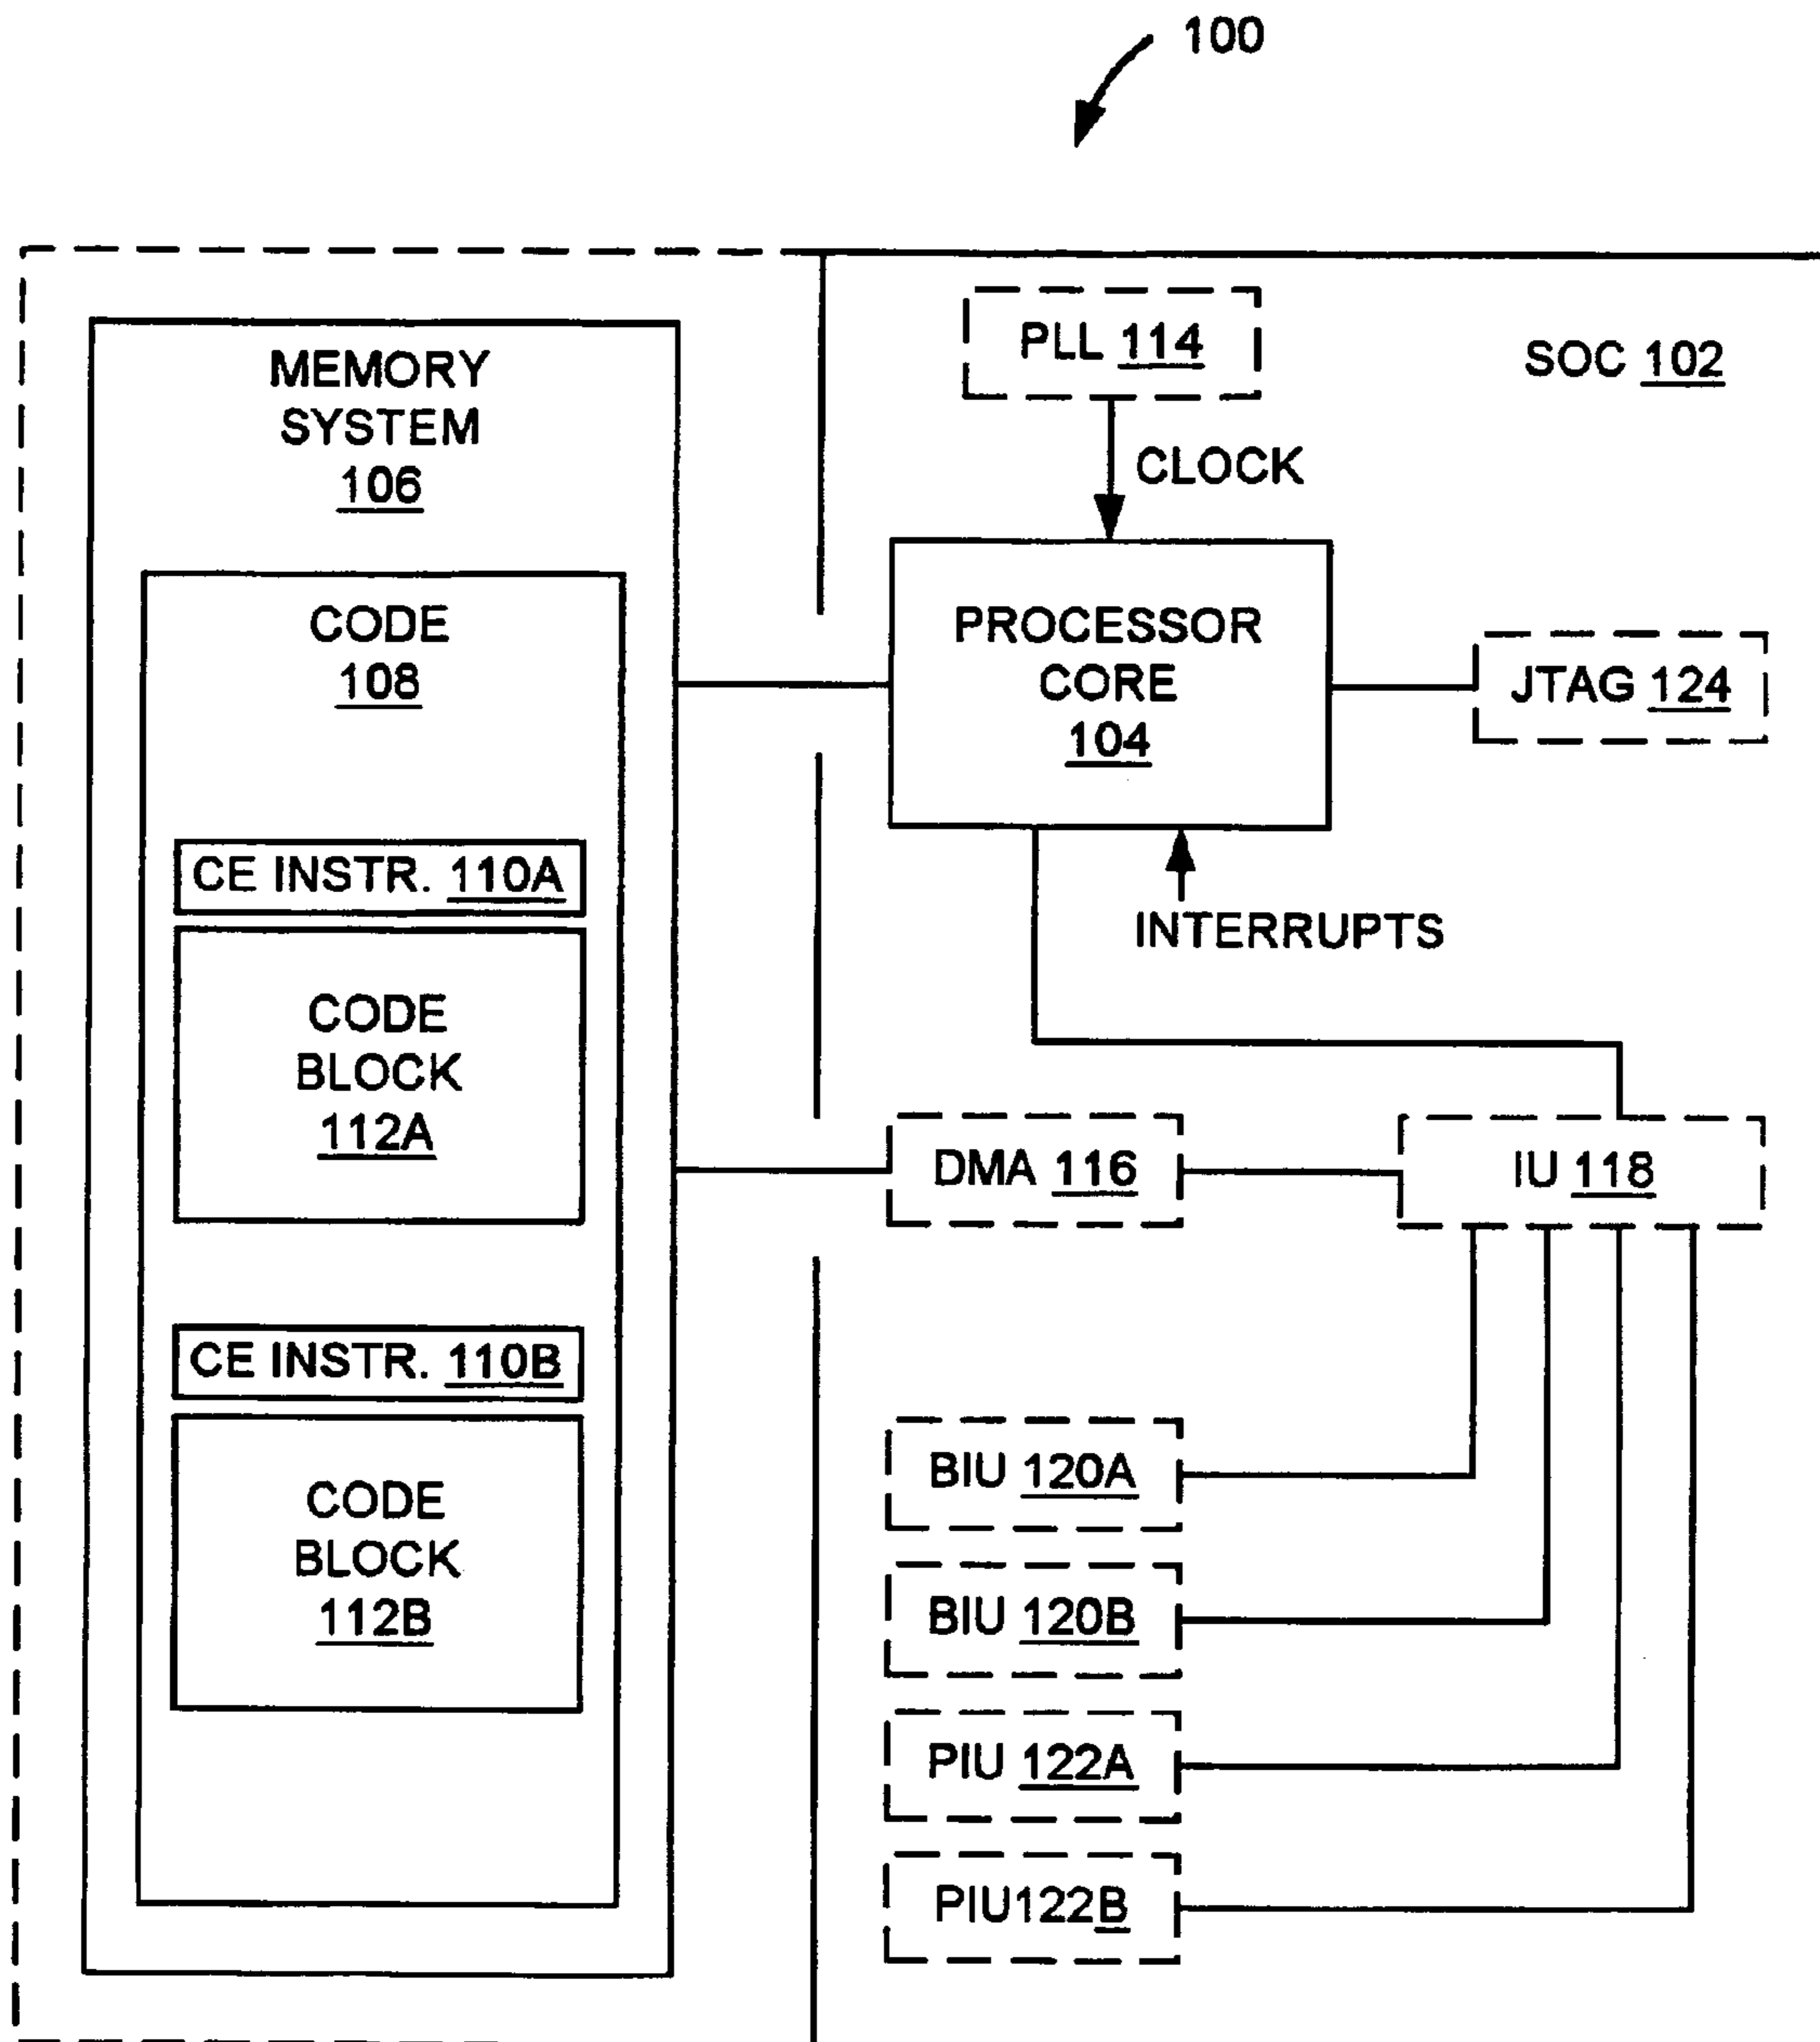 100
MEMORY
SYSTEM
106
CODE
108
CE INSTR. 110A
CODE
BLOCK
112A
CE INSTR. 110B
CODE
BLOCK
112B
PLL 114
SOC 102
CLOCK
PROCESSOR
CORE
104
JTAG 124
INTERRUPTS
DMA 116
IU 118
BIU 120A
BIU 120B
PIU 122A
PIU122B